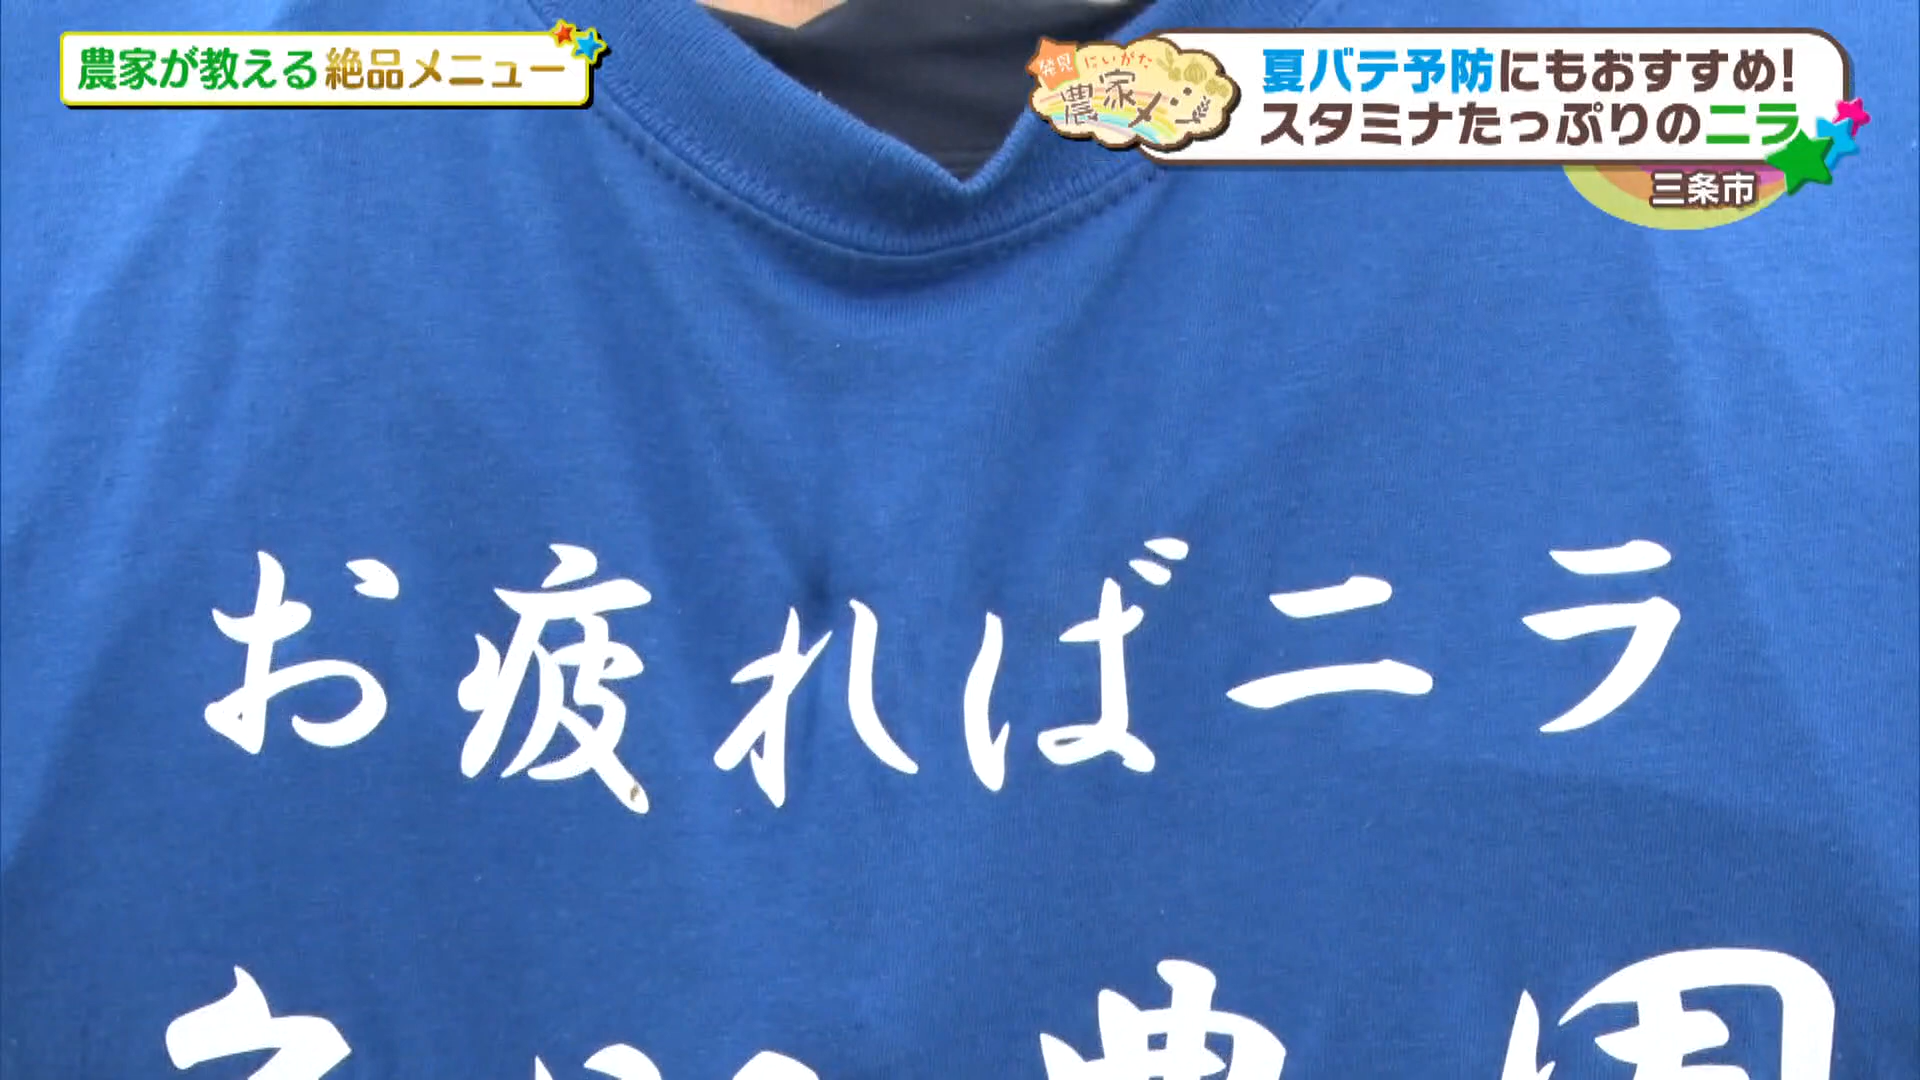 農家が教える絶品メニュー
発見 にいがた
農家メシ
夏バテ予防にもおすすめ!
スタミナたっぷりのニラ
三条市
お疲ればニラ